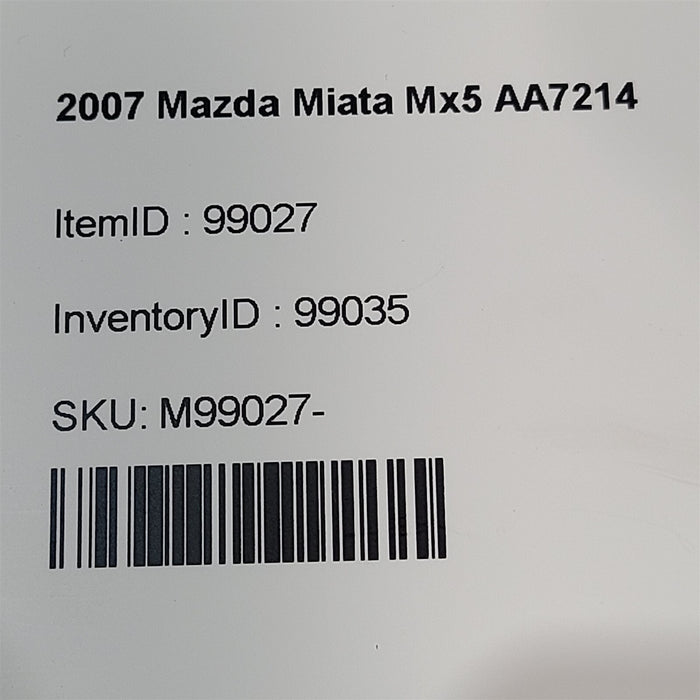 2007 Mazda Miata Mx5 AA7214
ItemID : 99027
InventoryID : 99035
SKU: M99027-